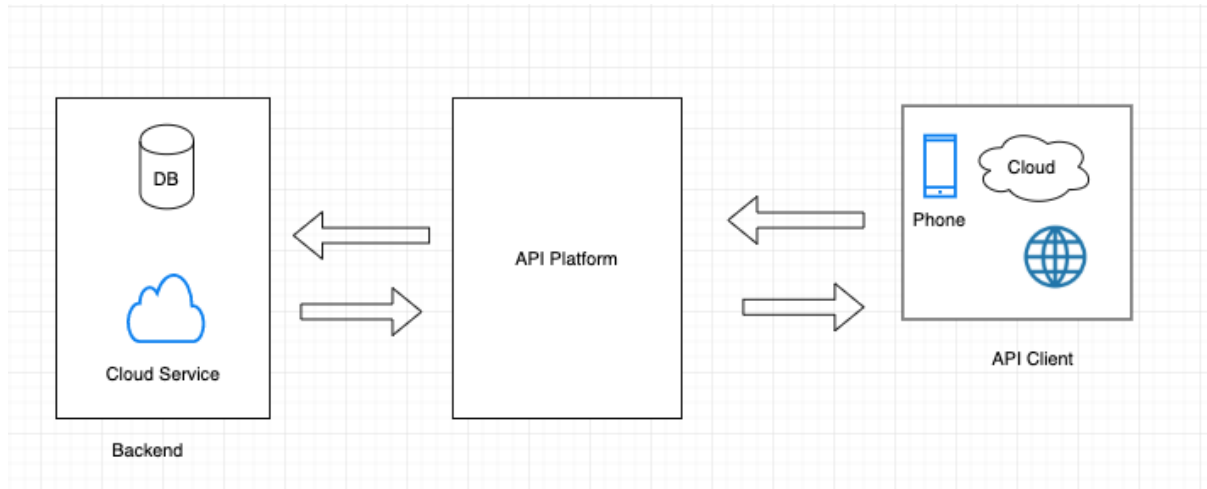 DB
Cloud Service
Backend
API Platform
Cloud
Phone
API Client